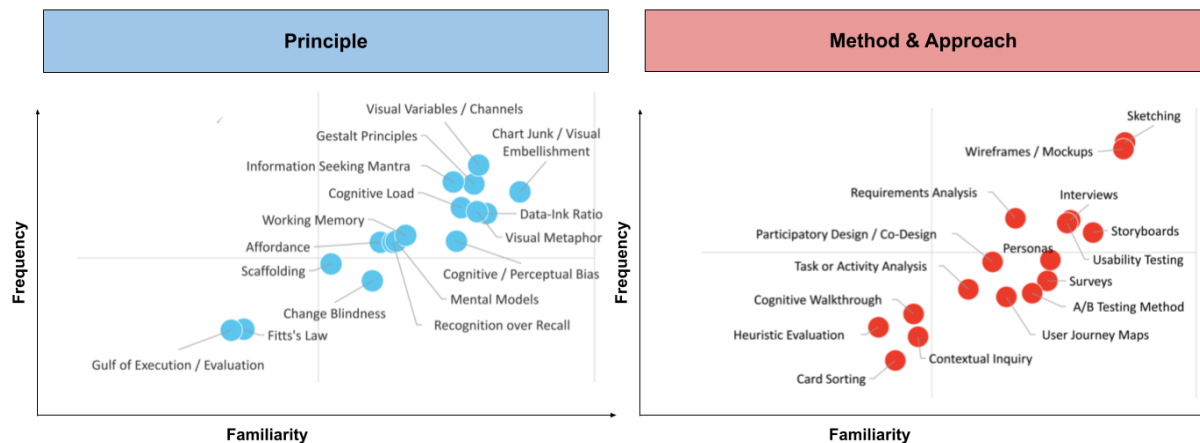 Principle
Visual Variables / Channels
Gestalt Principles
Chart Junk / Visual
Embellishment
Information Seeking Mantra
Cognitive Load
Working Memory
Data-Ink Ratio
Affordance
Visual Metaphor
Scaffolding
Cognitive / Perceptual Bias
Mental Models
Change Blindness
Recognition over Recall
Fitts's Law
Gulf of Execution / Evaluation
Frequency
Familiarity
Method & Approach
Sketching
Wireframes / Mockups
Requirements Analysis
Interviews
Storyboards
Participatory Design / Co-Design
Personas
Usability Testing
Task or Activity Analysis
Surveys
Cognitive Walkthrough
A/B Testing Method
Heuristic Evaluation
User Journey Maps
Contextual Inquiry
Card Sorting
Frequency
Familiarity